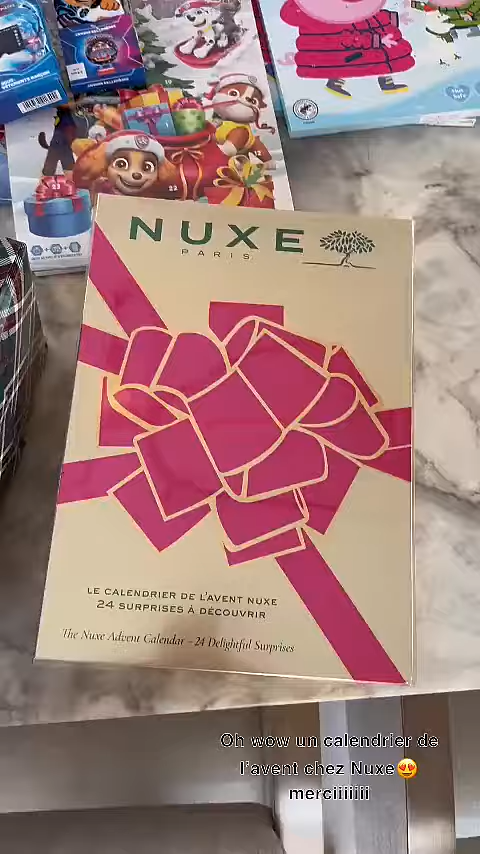 NUXE
PARIS
LE CALENDRIER DE L'AVENT NUXE
24 SURPRISES À DÉCOUVRIR
The Nuxe Advent Calendar - 24 Delightful Surprises
Oh wow un calendrier de
l'avent chez Nuxe😍
merciiiiiii